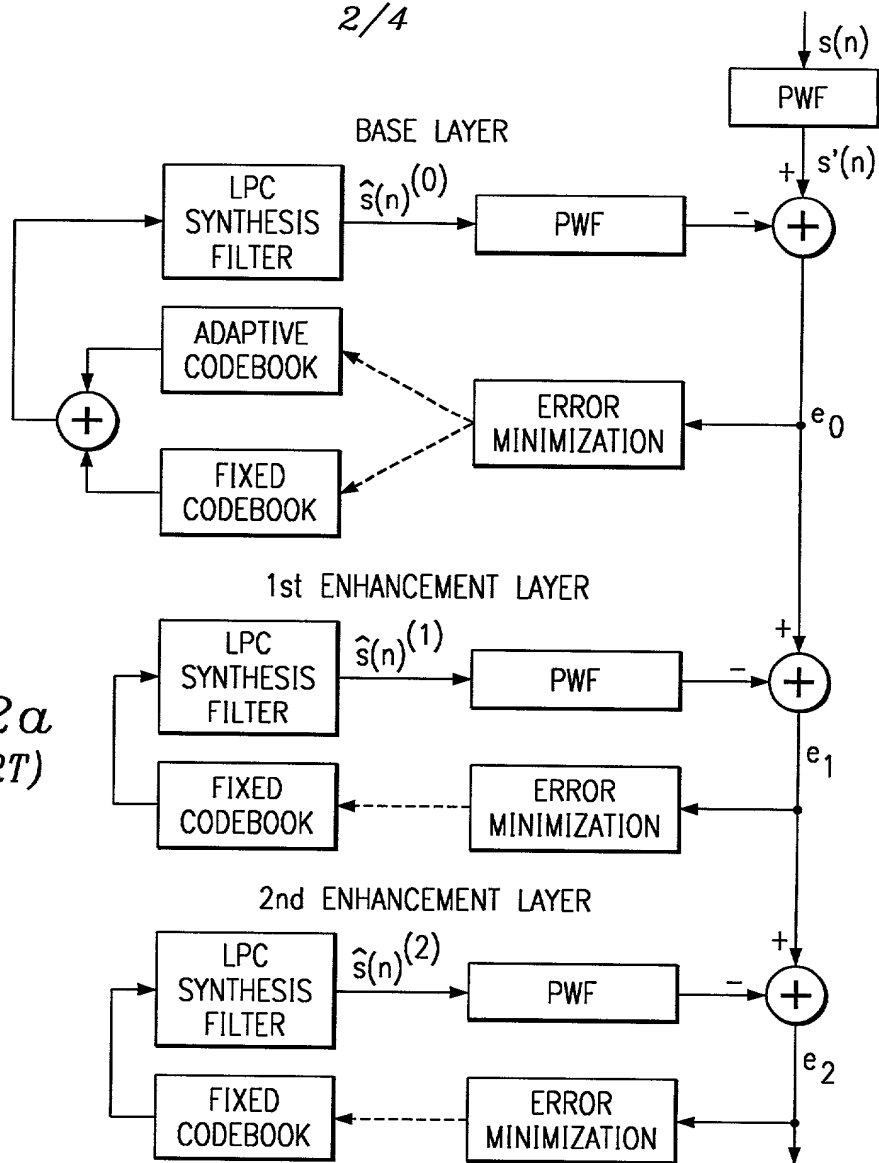 2/4
s(n)
PWF
s'(n)
+
BASE LAYER
LPC
SYNTHESIS
FILTER
ŝ(n)^(0)
PWF
-
+
ADAPTIVE
CODEBOOK
+
FIXED
CODEBOOK
ERROR
MINIMIZATION
e0
1st ENHANCEMENT LAYER
LPC
SYNTHESIS
FILTER
ŝ(n)^(1)
PWF
-
+
+
2a
FIXED
CODEBOOK
ERROR
MINIMIZATION
e1
2nd ENHANCEMENT LAYER
LPC
SYNTHESIS
FILTER
ŝ(n)^(2)
PWF
-
+
+
FIXED
CODEBOOK
ERROR
MINIMIZATION
e2